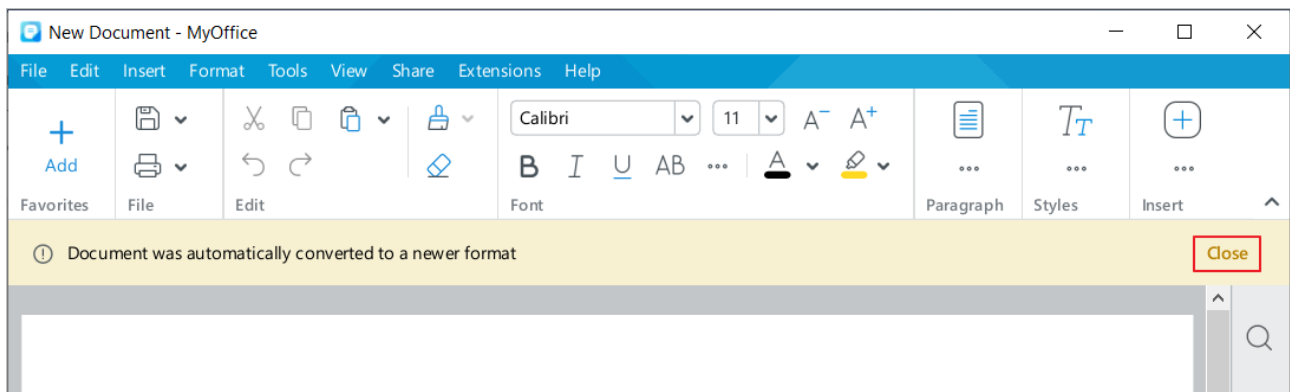 New Document - MyOffice
File Edit Insert Format Tools View Share Extensions Help
Calibri 11 A⁻ A⁺
Add B I U AB A
Favorites File Edit Font Paragraph Styles Insert
Document was automatically converted to a newer format Close